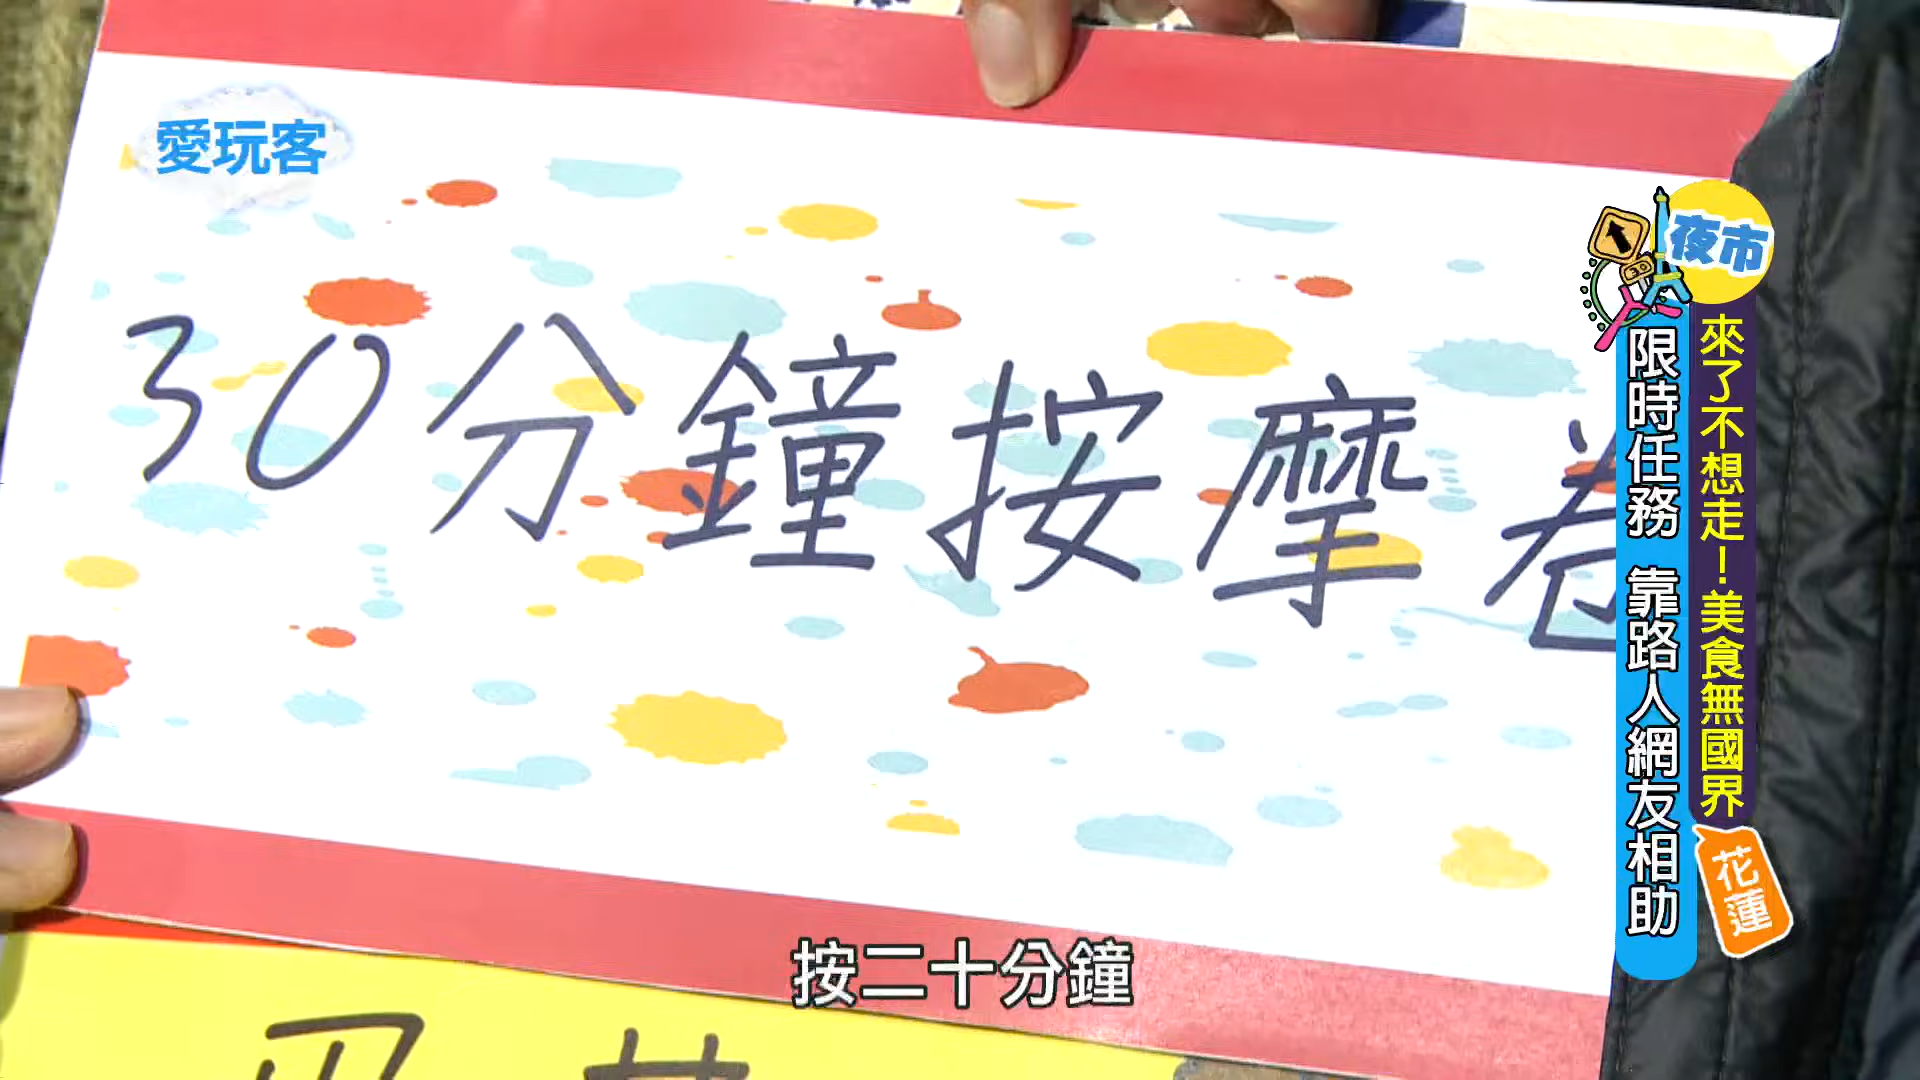 愛玩客
30分鐘按摩卷
夜市
來了不想走!美食無國界
限時任務 靠路人網友相助
花蓮
按二十分鐘